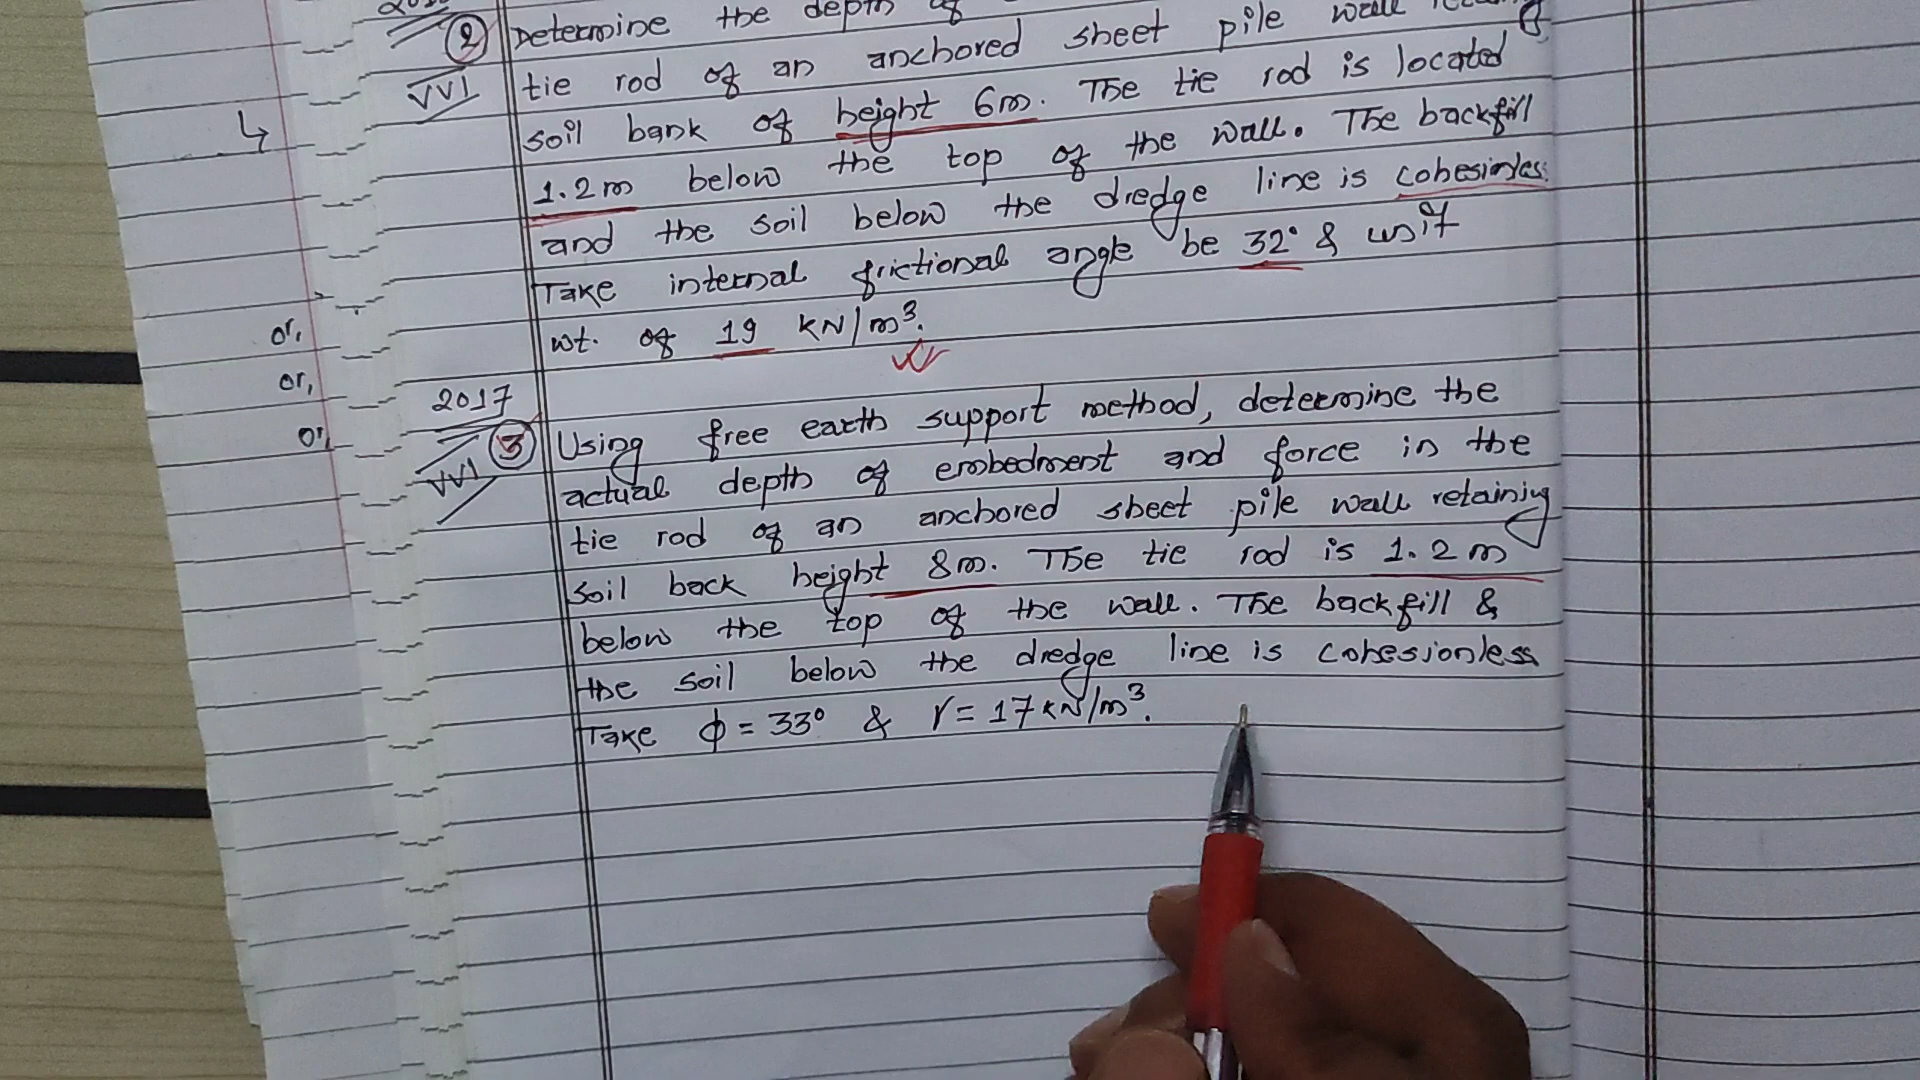 2 Determine the depth of
tie rod of an anchored sheet pile wall
soil bank of height 6m. The tie rod is located
1.2m below the top of the wall. The backfill
and the soil below the dredge line is cohesionless.
Take internal frictional angle be 32° & unit
wt. of 19 kN/m³.
or,
or,
or,
2017
VVI
VVI
3 Using free earth support method, determine the
actual depth of embedment and force in the
tie rod of an anchored sheet pile wall retaining
soil back height 8m. The tie rod is 1.2m
below the top of the wall. The backfill &
the soil below the dredge line is cohesionless
Take φ = 33° & γ = 17 kN/m³.